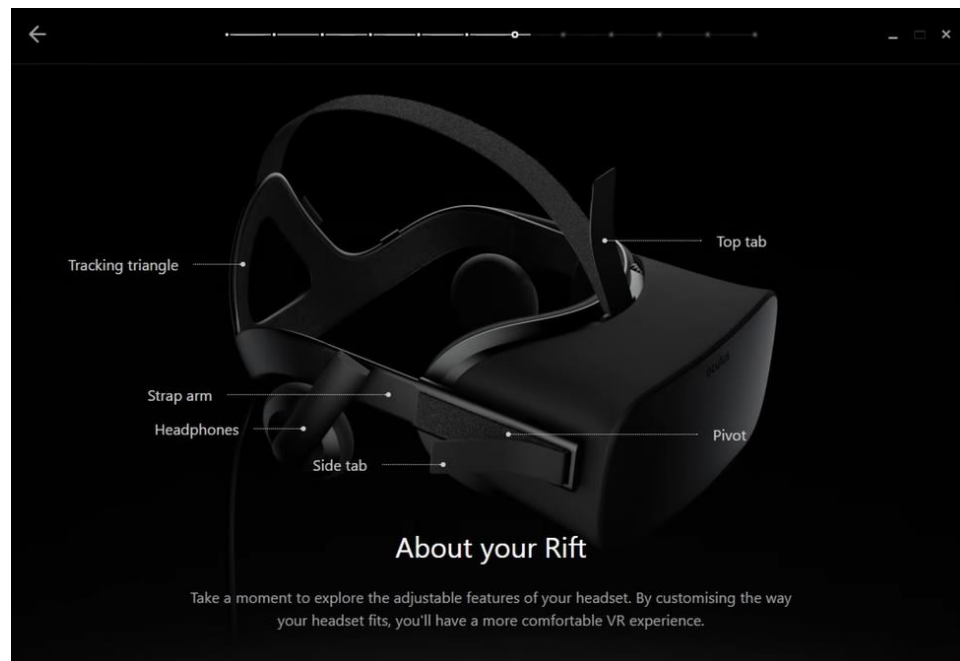 Top tab
Tracking triangle
oculus
Strap arm
Headphones
Pivot
Side tab
About your Rift
Take a moment to explore the adjustable features of your headset. By customising the way
your headset fits, you'll have a more comfortable VR experience.